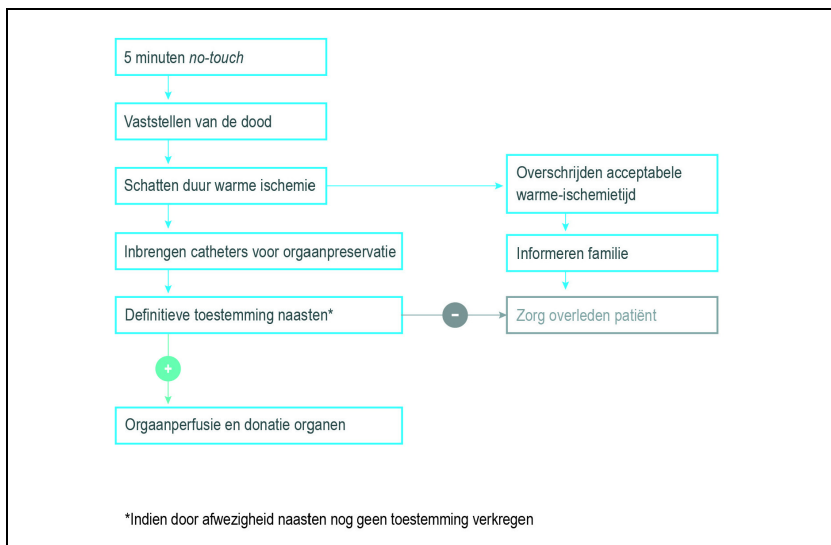 5 minuten no-touch
Vaststellen van de dood
Schatten duur warme ischemie
Overschrijden acceptabele
warme-ischemietijd
Inbrengen catheters voor orgaanpreservatie
Informeren familie
Definitieve toestemming naasten*
-
Zorg overleden patiënt
+
Orgaanperfusie en donatie organen
*Indien door afwezigheid naasten nog geen toestemming verkregen